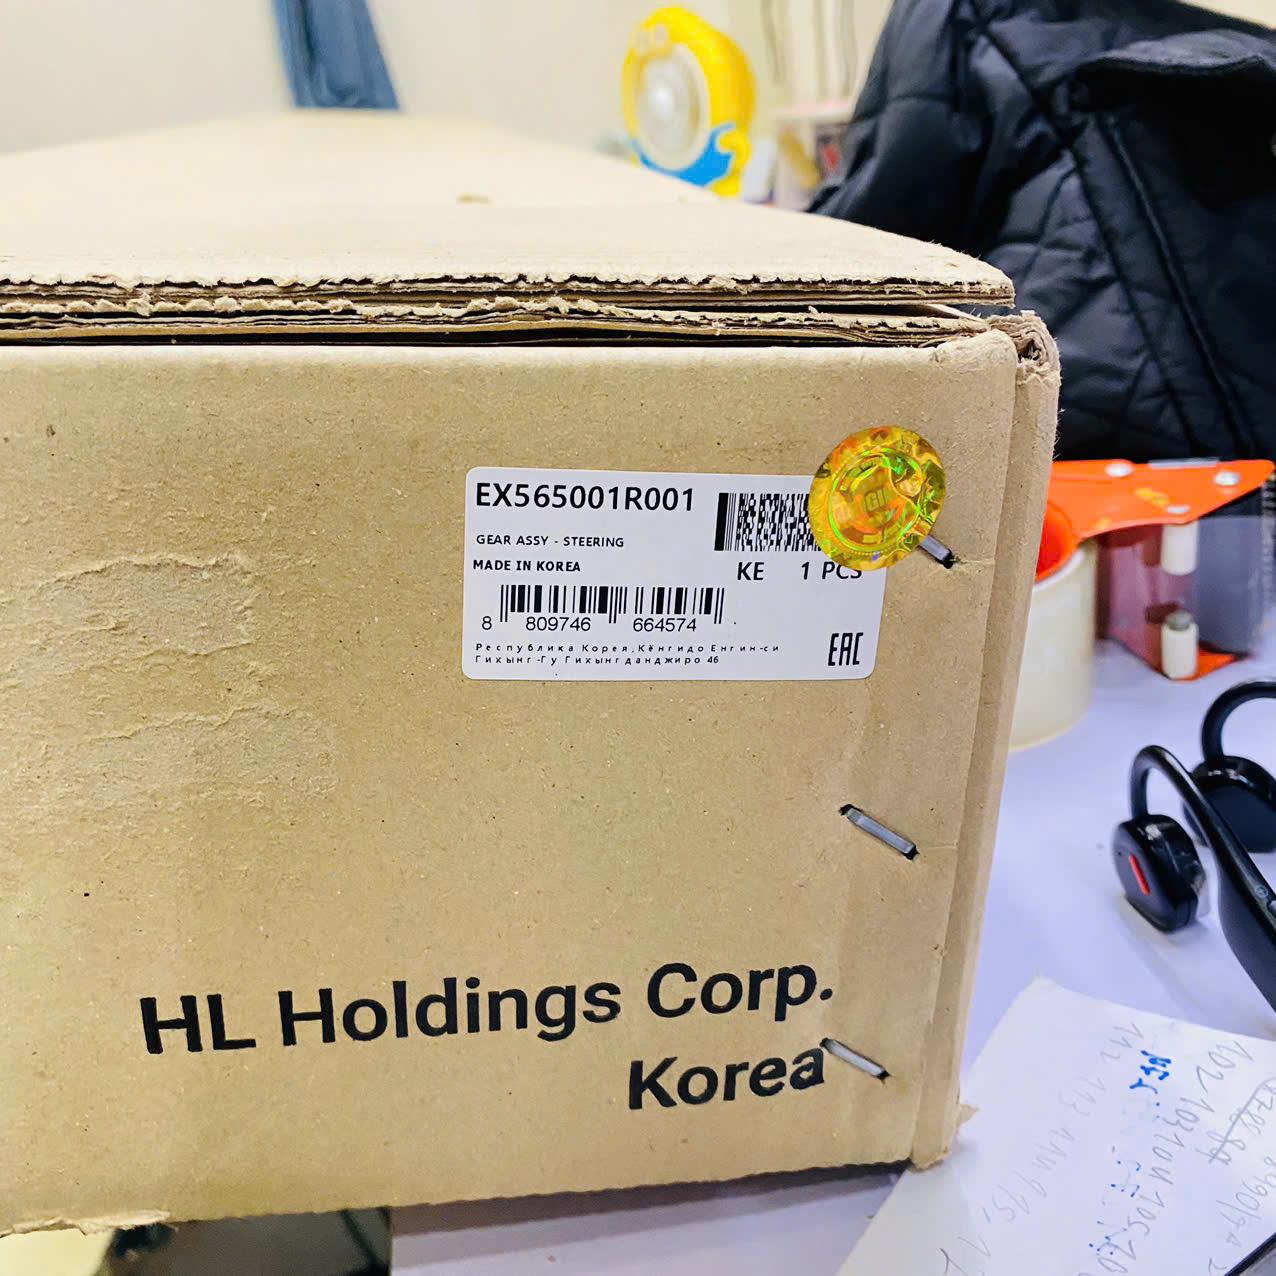 EX565001R001
GEAR ASSY - STEERING
MADE IN KOREA
KE 1 PCS
8 809746 664574
Республика Корея,Кёнгидо Енгин-си
Гихынг-Гу Гихынгданджиро 46
EAC
HL Holdings Corp.
Korea